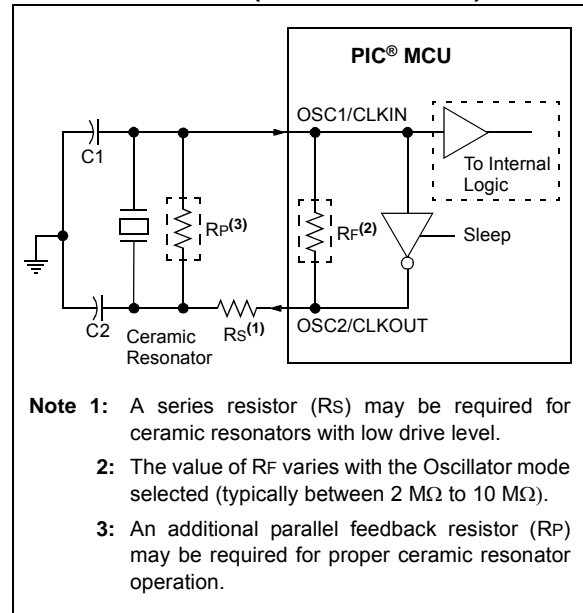 PIC® MCU
OSC1/CLKIN
C1
To Internal
Logic
RP(3)
RF(2)
Sleep
C2
Ceramic
Resonator
RS(1)
OSC2/CLKOUT
Note 1: A series resistor (RS) may be required for
ceramic resonators with low drive level.
2: The value of RF varies with the Oscillator mode
selected (typically between 2 MΩ to 10 MΩ).
3: An additional parallel feedback resistor (RP)
may be required for proper ceramic resonator
operation.